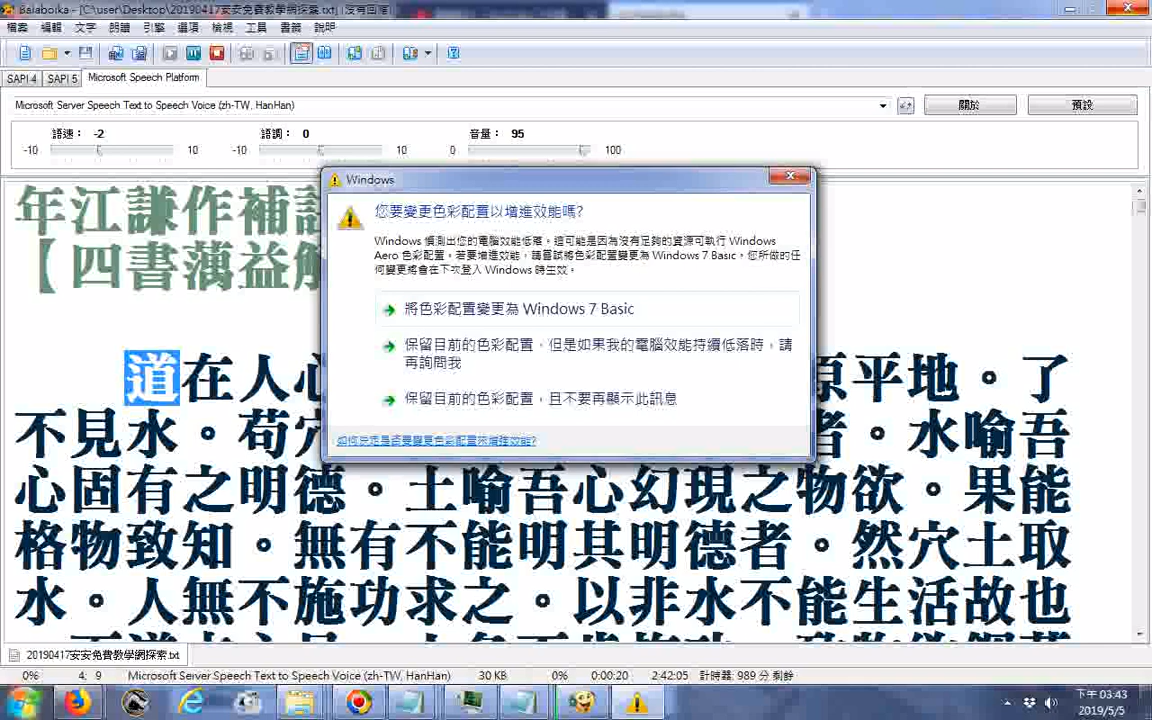 Balabolka - [C:\user\Desktop\20190417安安免費教學網探索.txt]
檔案 編輯 文字 朗讀 引擎 選項 檢視 工具 書籤 說明
SAPI 4 SAPI 5 Microsoft Speech Platform
Microsoft Server Speech Text to Speech Voice (zh-TW, HanHan) 關於 預設
語速： -2 語調： 0 音量： 95
-10 10 -10 10 0 100
Windows
年江謙作補註
您要變更色彩配置以增進效能嗎?
【四書蕅益解
Windows 偵測出您的電腦效能低落。這可能是因為沒有足夠的資源可執行 Windows
Aero 色彩配置。若要增進效能，請嘗試將色彩配置變更為 Windows 7 Basic。您所做的任
何變更將會在下次登入 Windows 時生效。
將色彩配置變更為 Windows 7 Basic
保留目前的色彩配置，但是如果我的電腦效能持續低落時，請
再詢問我
保留目前的色彩配置，且不要再顯示此訊息
如何決定是否要變更色彩配置來增進效能?
道在人心 原平地。了
不見水。苟穴 者。水喻吾
心固有之明德。土喻吾心幻現之物欲。果能
格物致知。無有不能明其明德者。然穴土取
水。人無不施功求之。以非水不能生活故也
20190417安安免費教學網探索.txt
0% 4: 9 Microsoft Server Speech Text to Speech Voice (zh-TW, HanHan) 30 KB 0% 0:00:20 2:42:05 計時器: 989 分 剩餘
下午 03:43
2019/5/5